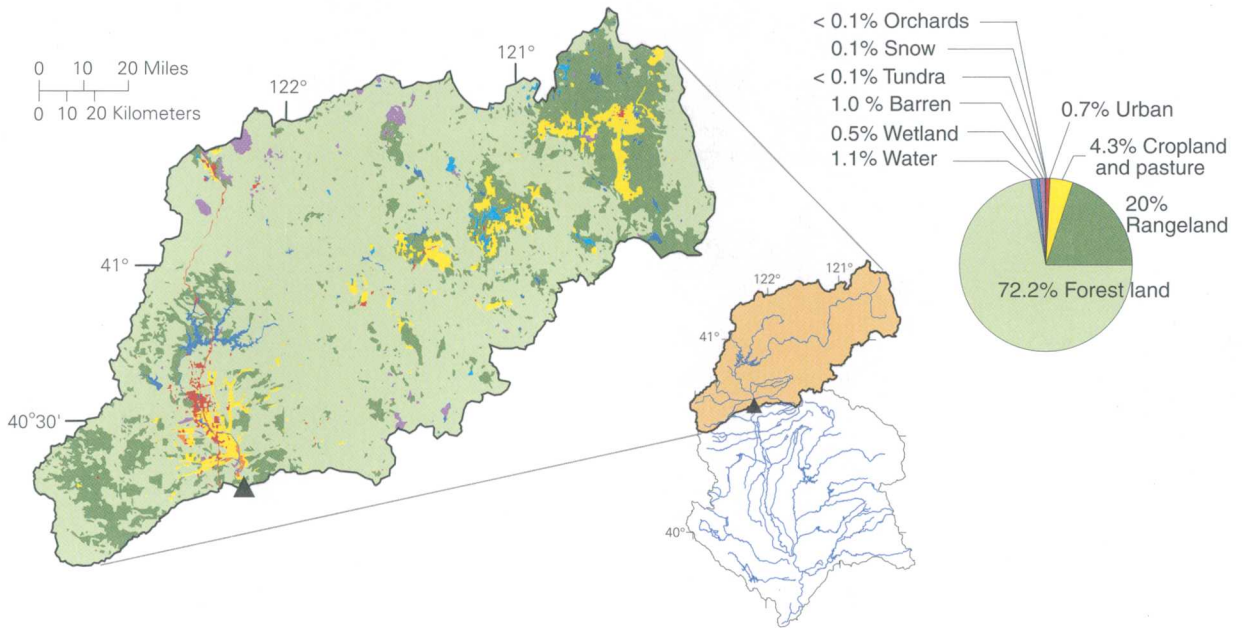 0 10 20 Miles
0 10 20 Kilometers
122°
121°
41°
40°30'
< 0.1% Orchards
0.1% Snow
< 0.1% Tundra
1.0 % Barren
0.5% Wetland
1.1% Water
0.7% Urban
4.3% Cropland
and pasture
20%
Rangeland
72.2% Forest land
122°
121°
41°
40°